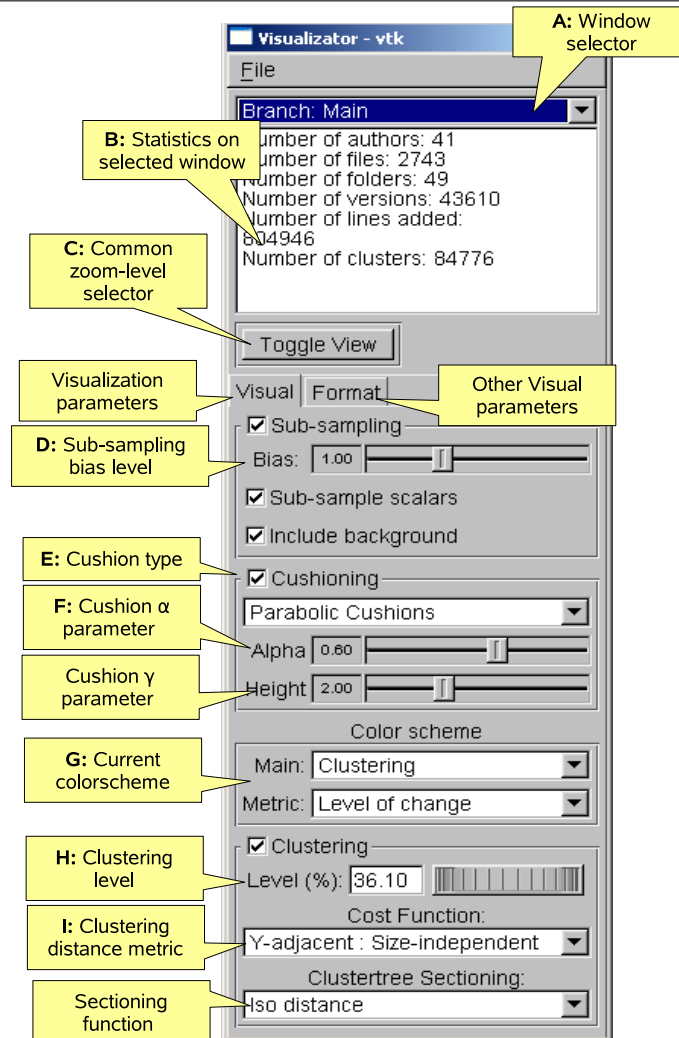 Visualizator - vtk
A: Window
selector
File
Branch: Main
B: Statistics on
selected window
Number of authors: 41
Number of files: 2743
Number of folders: 49
Number of versions: 43610
Number of lines added:
804946
Number of clusters: 84776
C: Common
zoom-level
selector
Toggle View
Visualization
parameters
Visual
Format
Other Visual
parameters
Sub-sampling
D: Sub-sampling
bias level
Bias: 1.00
Sub-sample scalars
Include background
E: Cushion type
Cushioning
Parabolic Cushions
F: Cushion α
parameter
Alpha 0.60
Cushion γ
parameter
Height 2.00
Color scheme
G: Current
colorscheme
Main: Clustering
Metric: Level of change
Clustering
H: Clustering
level
Level (%): 36.10
Cost Function:
I: Clustering
distance metric
Y-adjacent : Size-independent
Clustertree Sectioning:
Sectioning
function
Iso distance